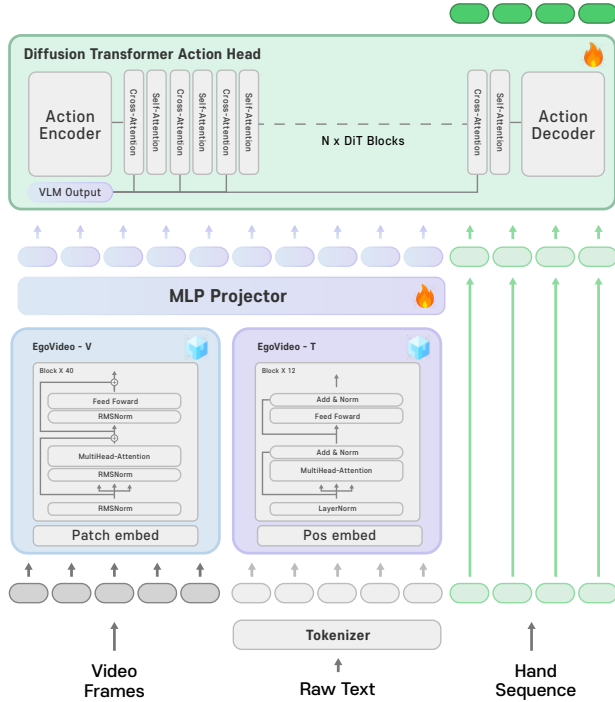 Diffusion Transformer Action Head
Action
Encoder
Cross-Attention
Self-Attention
Cross-Attention
Self-Attention
Cross-Attention
Self-Attention
N x DiT Blocks
Cross-Attention
Self-Attention
Action
Decoder
VLM Output
MLP Projector
EgoVideo - V
Block X 40
Feed Foward
RMSNorm
MultiHead-Attention
RMSNorm
RMSNorm
Patch embed
EgoVideo - T
Block X 12
Add & Norm
Feed Foward
Add & Norm
MultiHead-Attention
LayerNorm
Pos embed
Tokenizer
Video
Frames
Raw Text
Hand
Sequence